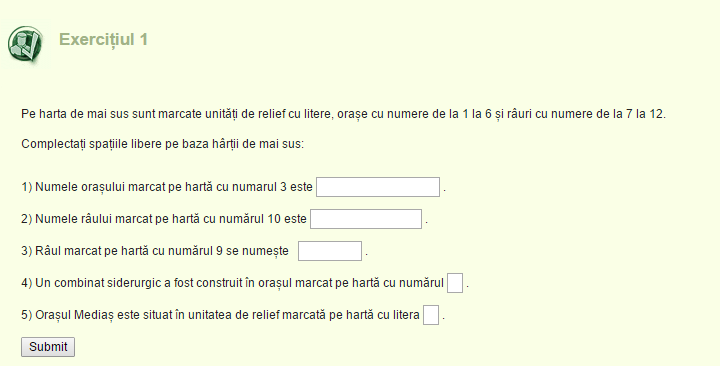 Exercițiul 1
Pe harta de mai sus sunt marcate unități de relief cu litere, orașe cu numere de la 1 la 6 și râuri cu numere de la 7 la 12.
Complectați spațiile libere pe baza hârții de mai sus:
1) Numele orașului marcat pe hartă cu numarul 3 este .
2) Numele râului marcat pe hartă cu numărul 10 este .
3) Râul marcat pe hartă cu numărul 9 se numește .
4) Un combinat siderurgic a fost construit în orașul marcat pe hartă cu numărul .
5) Orașul Mediaș este situat în unitatea de relief marcată pe hartă cu litera .
Submit